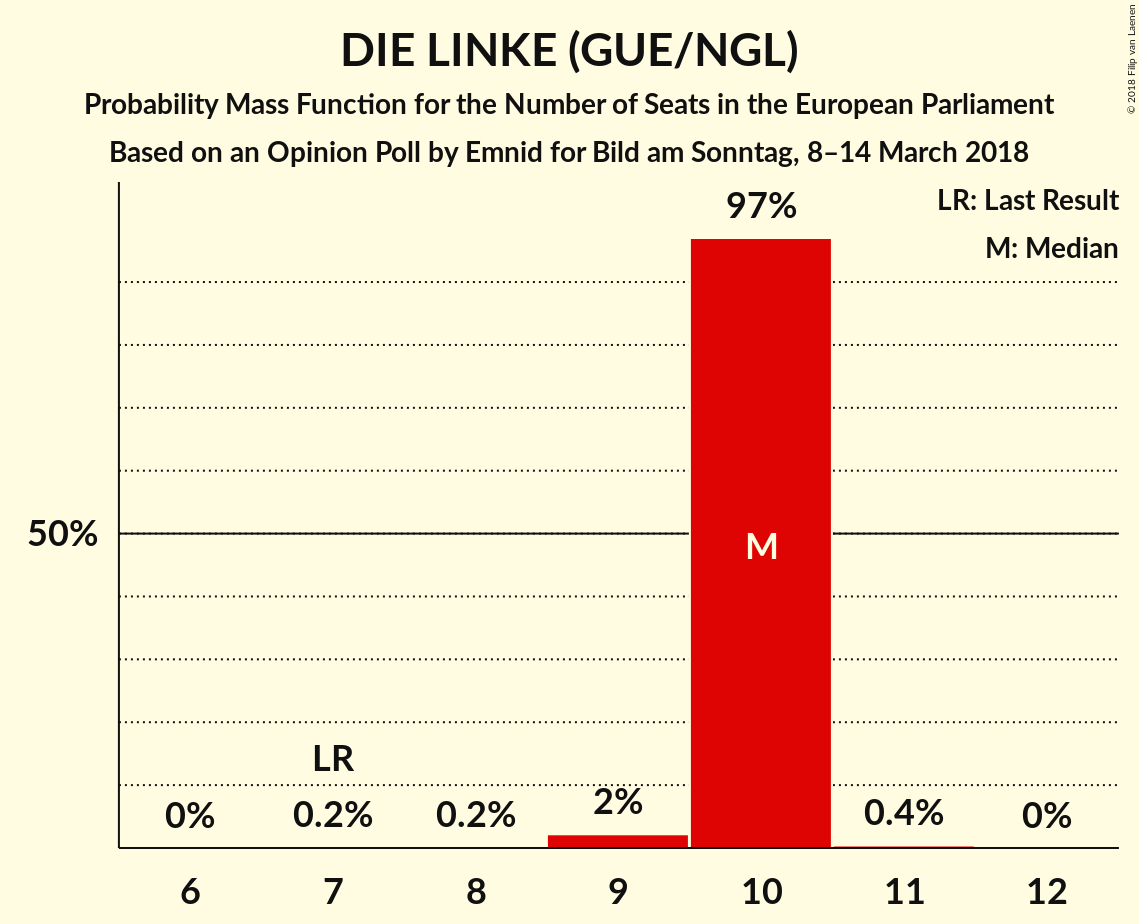 DIE LINKE (GUE/NGL)
Probability Mass Function for the Number of Seats in the European Parliament
Based on an Opinion Poll by Emnid for Bild am Sonntag, 8–14 March 2018
© 2018 Filip van Laenen
LR: Last Result
M: Median
97%
50%
M
LR
0%
0.2%
0.2%
2%
0.4%
0%
6 7 8 9 10 11 12